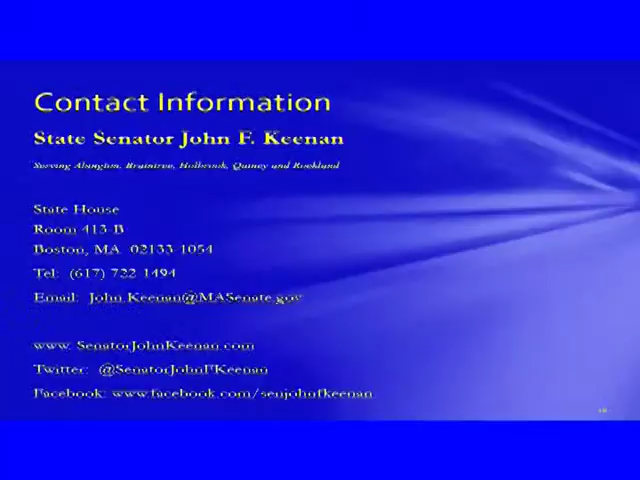 Contact Information
State Senator John F. Keenan
Serving Abington, Braintree, Holbrook, Quincy and Rockland
State House
Room 413-B
Boston, MA 02133-1054
Tel: (617) 722-1494
Email: John.Keenan@MASenate.gov
www. SenatorJohnKeenan.com
Twitter: @SenatorJohnFKeenan
Facebook: www.facebook.com/senjohnfkeenan